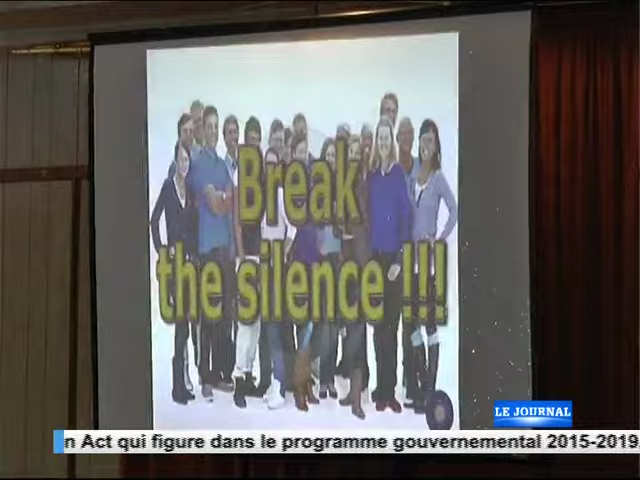 Break
the silence !!!
LE JOURNAL
n Act qui figure dans le programme gouvernemental 2015-2019